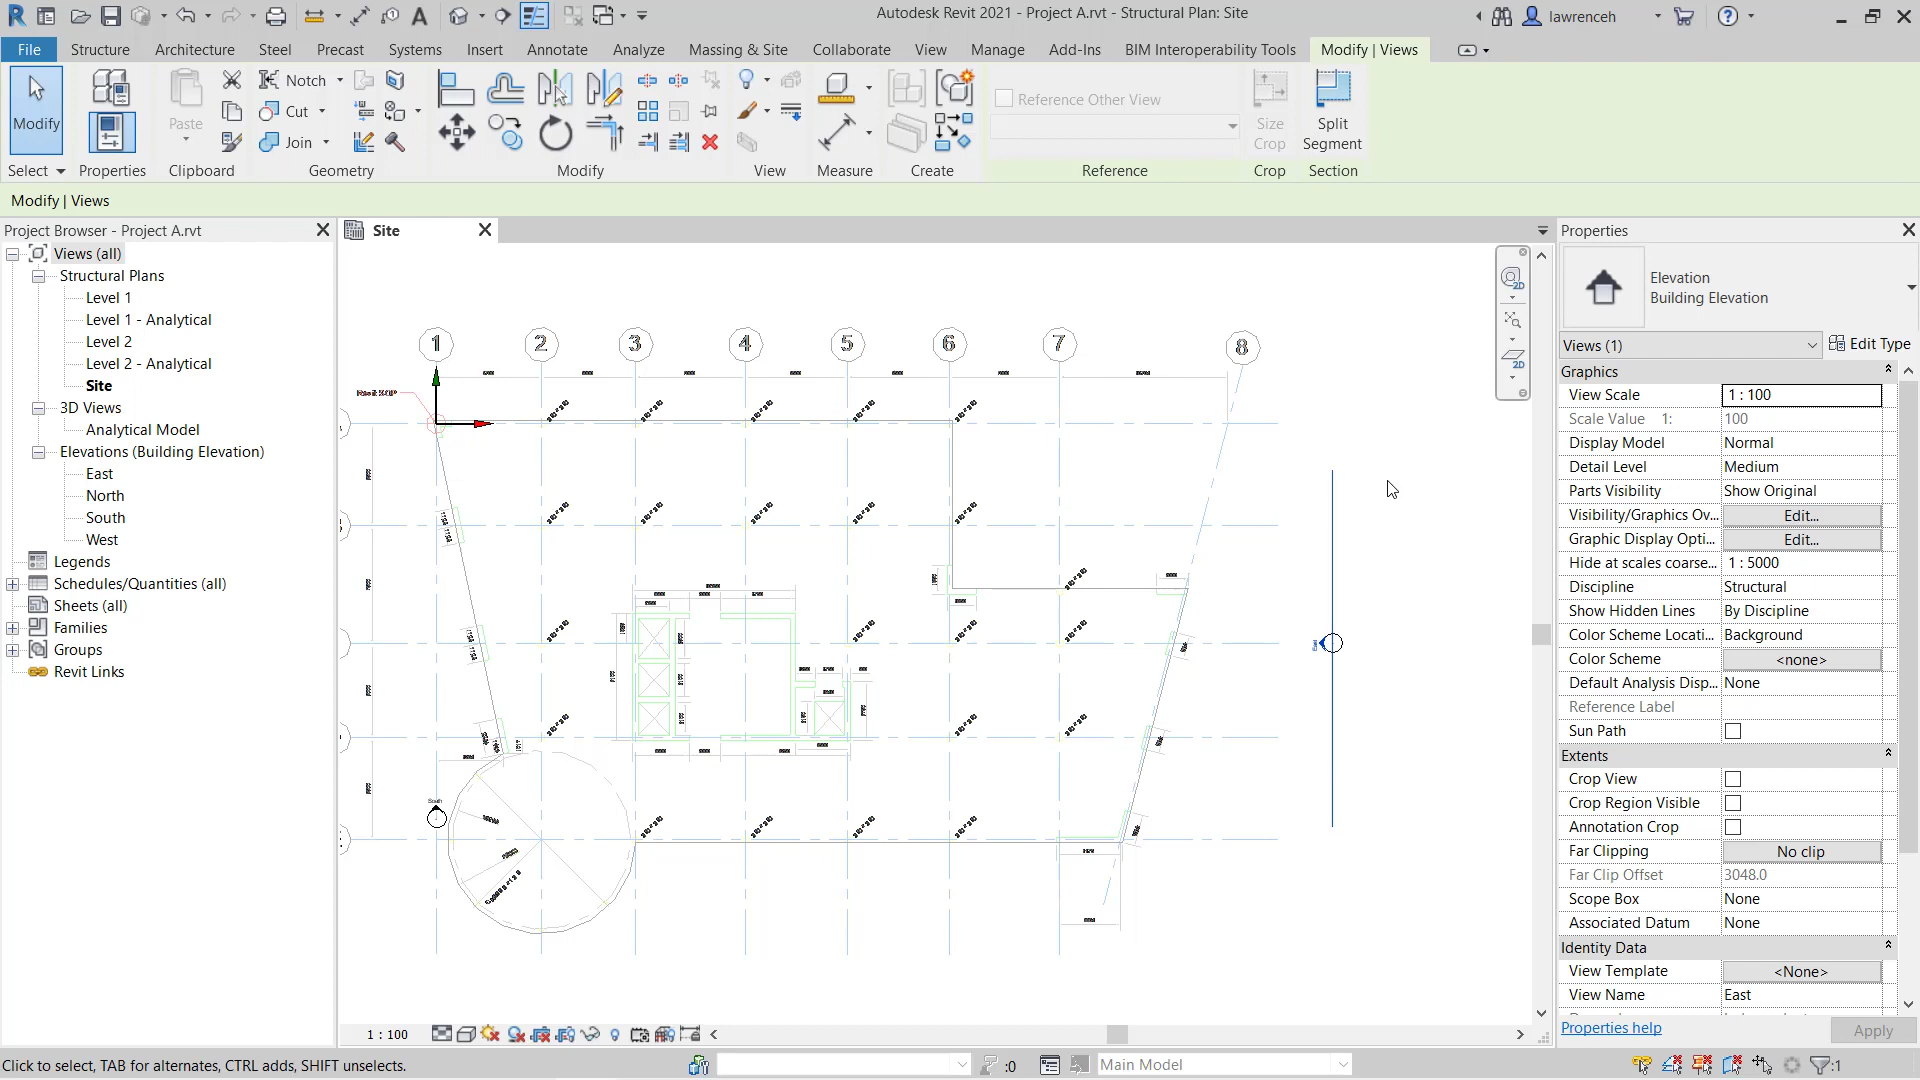 Autodesk Revit 2021 - Project A.rvt - Structural Plan: Site
lawrenceh
File
Structure
Architecture
Steel
Precast
Systems
Insert
Annotate
Analyze
Massing & Site
Collaborate
View
Manage
Add-Ins
BIM Interoperability Tools
Modify | Views
Modify
Paste
Notch
Cut
Join
Reference Other View
Size Crop
Split Segment
Select
Properties
Clipboard
Geometry
Modify
View
Measure
Create
Reference
Crop
Section
Modify | Views
Project Browser - Project A.rvt
Views (all)
Structural Plans
Level 1
Level 1 - Analytical
Level 2
Level 2 - Analytical
Site
3D Views
Analytical Model
Elevations (Building Elevation)
East
North
South
West
Legends
Schedules/Quantities (all)
Sheets (all)
Families
Groups
Revit Links
Site
1 2 3 4 5 6 7 8
South
East
2D
2D
1 : 100
Properties
Elevation
Building Elevation
Views (1)
Edit Type
Graphics
View Scale 1 : 100
Scale Value 1: 100
Display Model Normal
Detail Level Medium
Parts Visibility Show Original
Visibility/Graphics Ov... Edit...
Graphic Display Opti... Edit...
Hide at scales coarse... 1 : 5000
Discipline Structural
Show Hidden Lines By Discipline
Color Scheme Locati... Background
Color Scheme <none>
Default Analysis Disp... None
Reference Label
Sun Path
Extents
Crop View
Crop Region Visible
Annotation Crop
Far Clipping No clip
Far Clip Offset 3048.0
Scope Box None
Associated Datum None
Identity Data
View Template <None>
View Name East
Properties help
Apply
Click to select, TAB for alternates, CTRL adds, SHIFT unselects.
:0
Main Model
:1